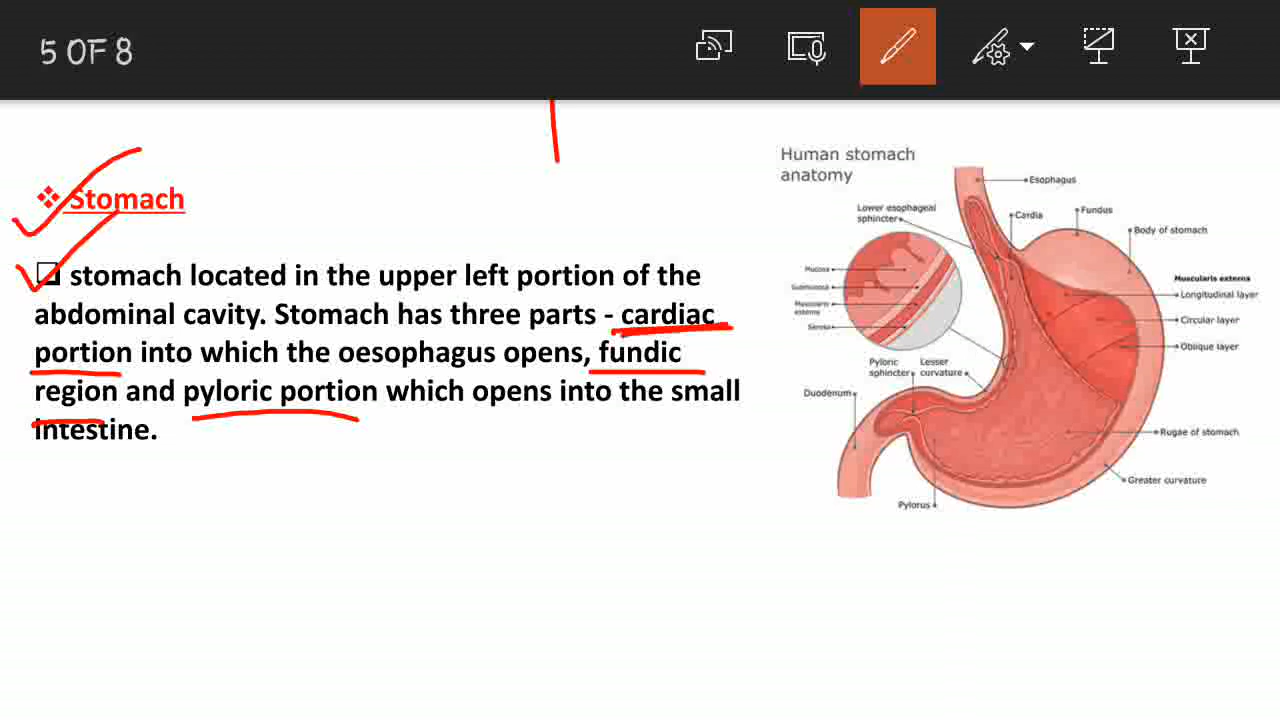 5 OF 8
Stomach
stomach located in the upper left portion of the
abdominal cavity. Stomach has three parts - cardiac
portion into which the oesophagus opens, fundic
region and pyloric portion which opens into the small
intestine.
Human stomach
anatomy
Esophagus
Lower esophageal
sphincter
Cardia
Fundus
Body of stomach
Mucosa
Submucosa
Muscularis
externa
Serosa
Muscularis externa
Longitudinal layer
Circular layer
Oblique layer
Pyloric
sphincter
Lesser
curvature
Duodenum
Rugae of stomach
Greater curvature
Pylorus